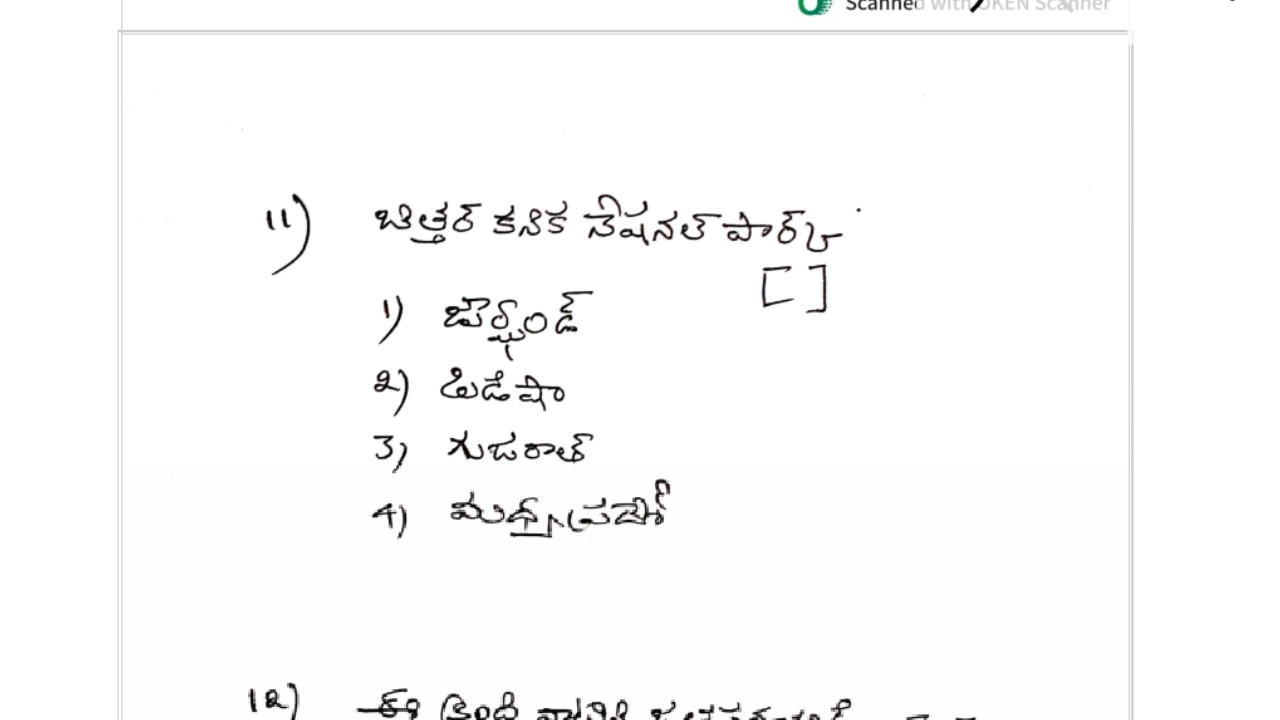 Scanned with OKEN Scanner
11) బిత్తర్ కనిక నేషనల్ పార్క్
[ ]
1) జార్ఖండ్
2) ఒడిషా
3) గుజరాత్
4) మధ్యప్రదేశ్
12) ఈ క్రింది వానిని